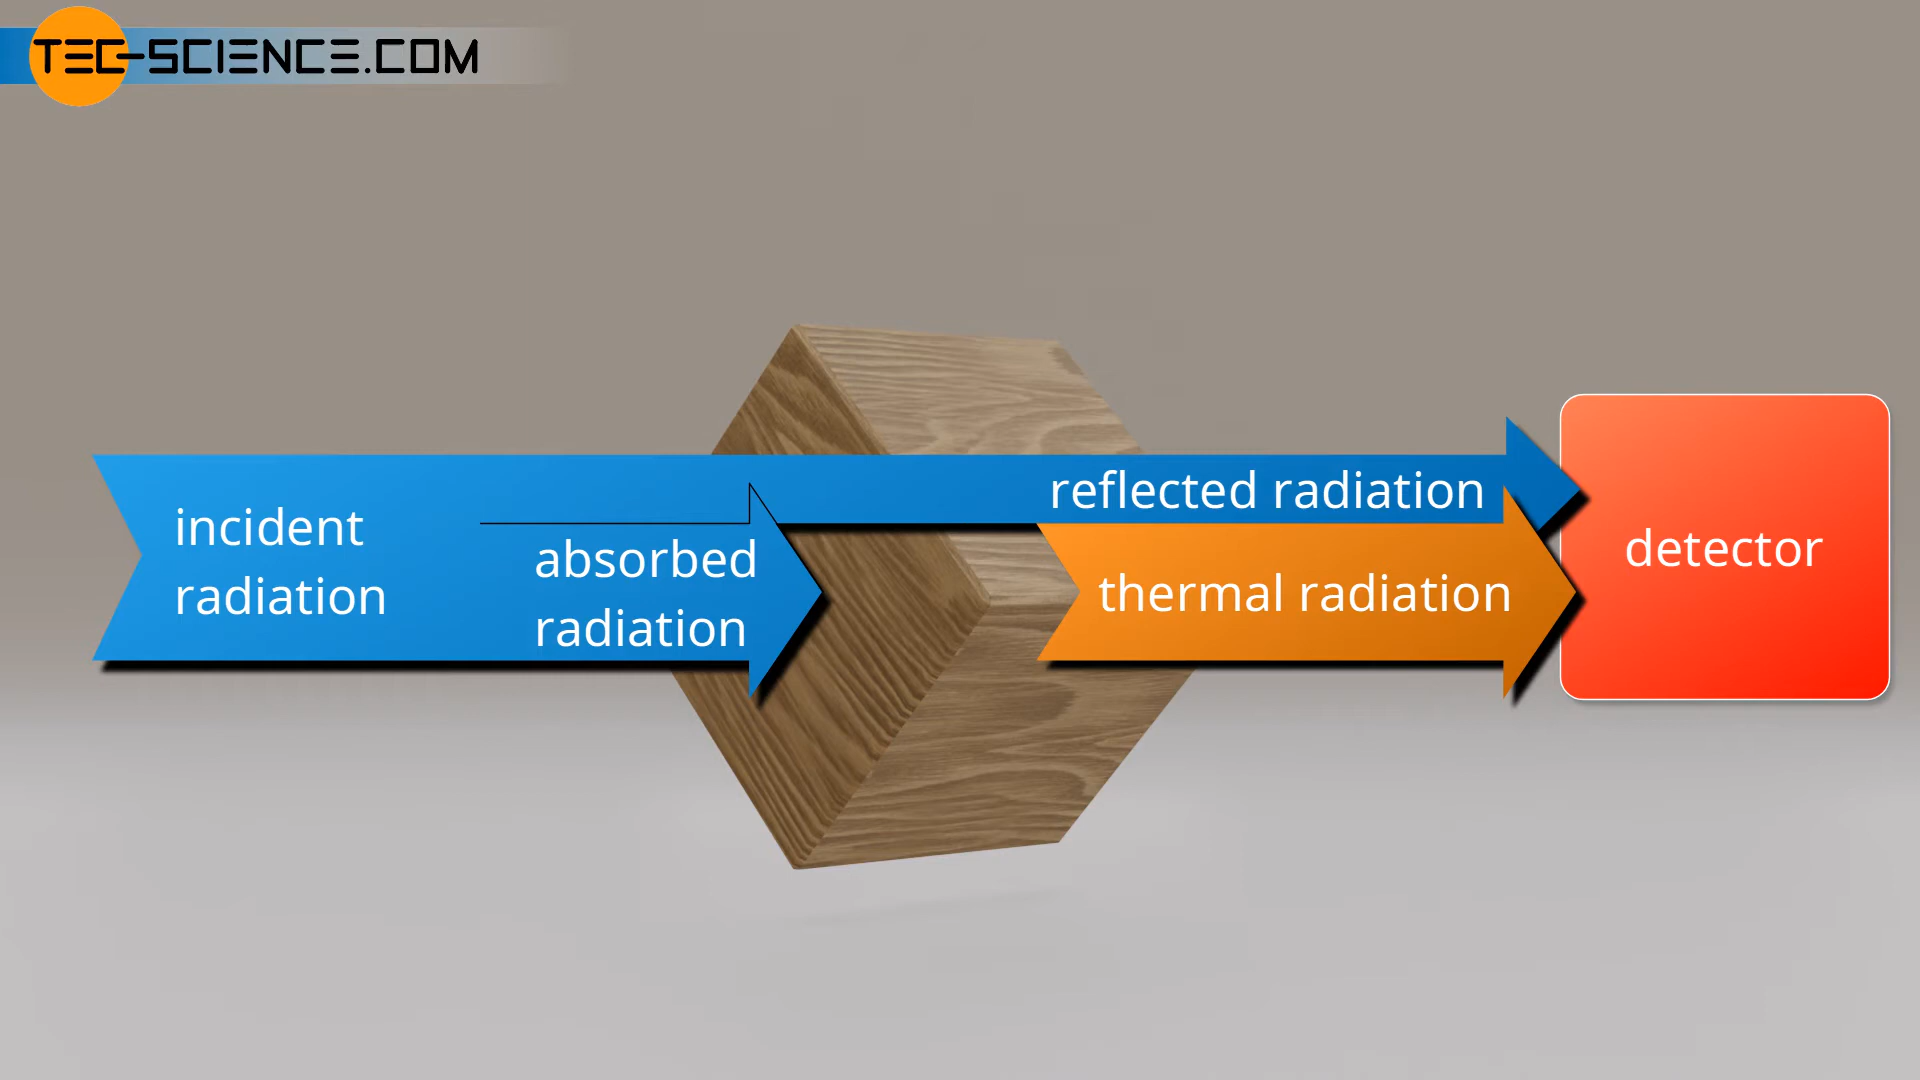 TEC-SCIENCE.COM
incident
radiation
absorbed
radiation
reflected radiation
thermal radiation
detector